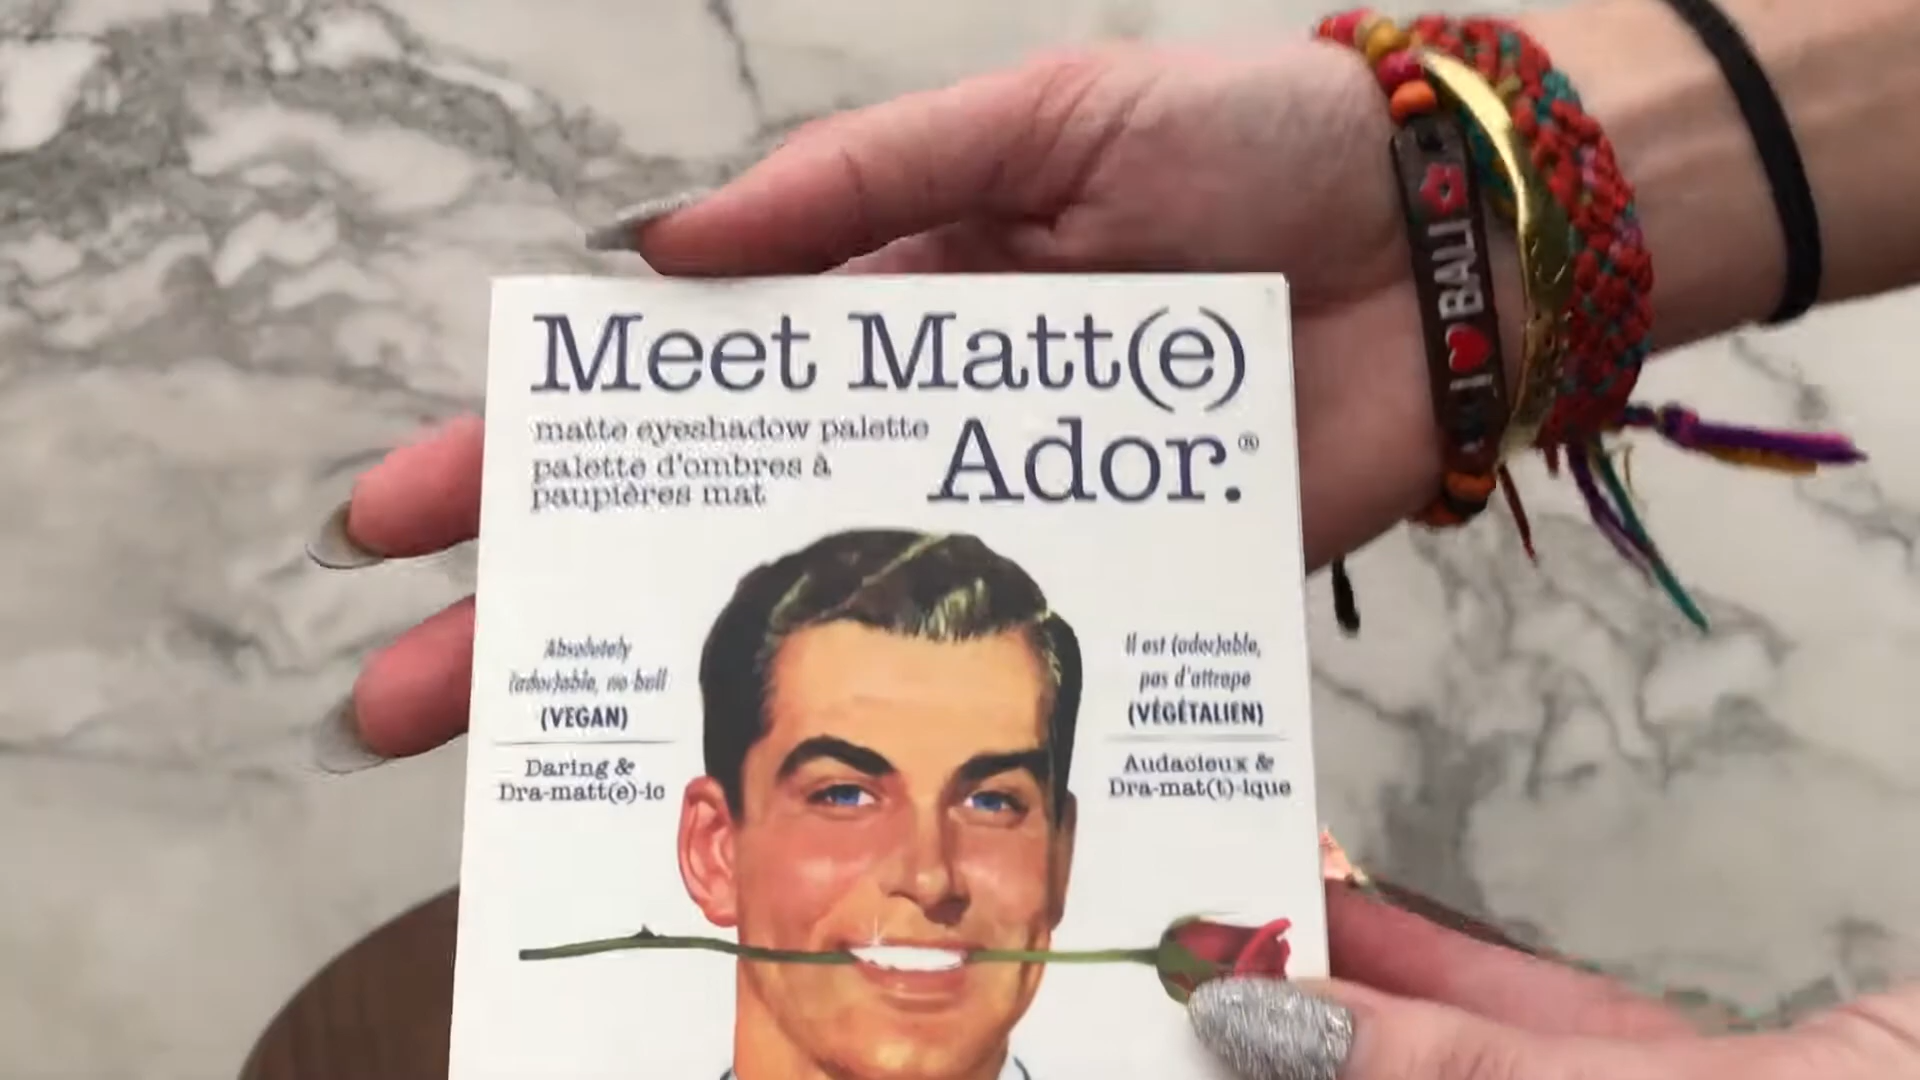 Meet Matt(e)
Ador.®
matte eyeshadow palette
palette d'ombres à
paupières mat
Absolutely
(ador)able, no bull
(VEGAN)
Daring &
Dra-matt(e)-ic
Il est (ador)able,
pas d'attrape
(VÉGÉTALIEN)
Audacieux &
Dra-mat(t)-ique
I ♥ BALI